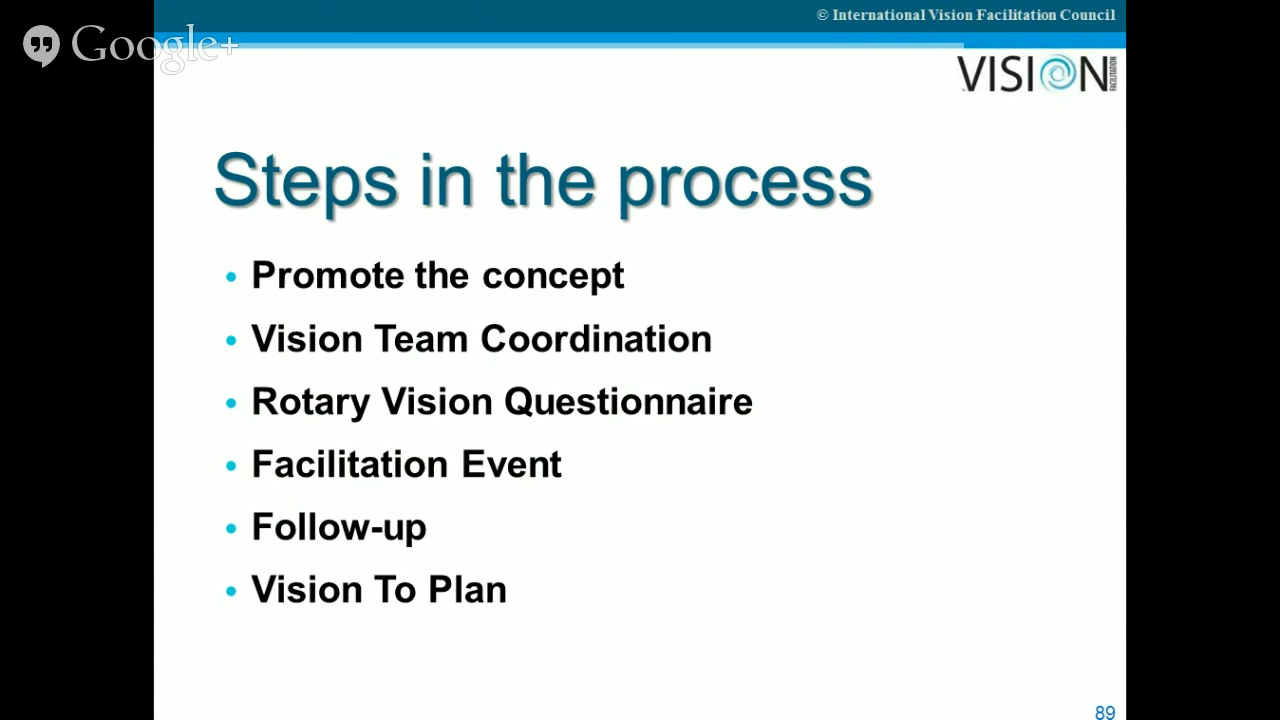 © International Vision Facilitation Council
Google+
VISION
FACILITATION
Steps in the process
• Promote the concept
• Vision Team Coordination
• Rotary Vision Questionnaire
• Facilitation Event
• Follow-up
• Vision To Plan
89